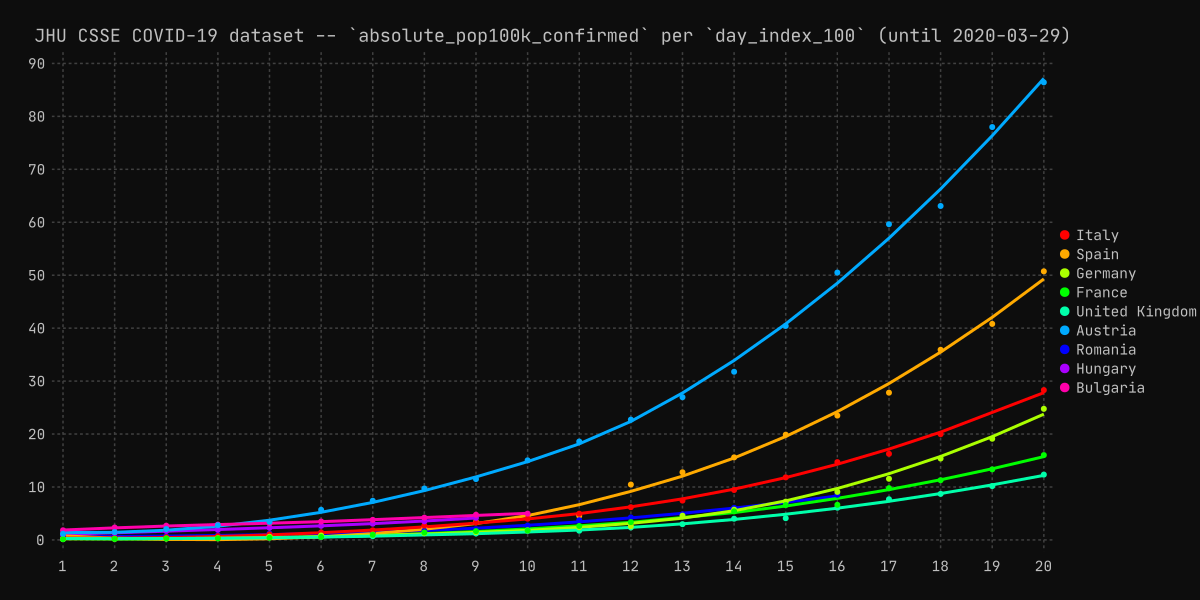 JHU CSSE COVID-19 dataset -- `absolute_pop100k_confirmed` per `day_index_100` (until 2020-03-29)
90
80
70
60
50
40
30
20
10
0
1 2 3 4 5 6 7 8 9 10 11 12 13 14 15 16 17 18 19 20
Italy
Spain
Germany
France
United Kingdom
Austria
Romania
Hungary
Bulgaria